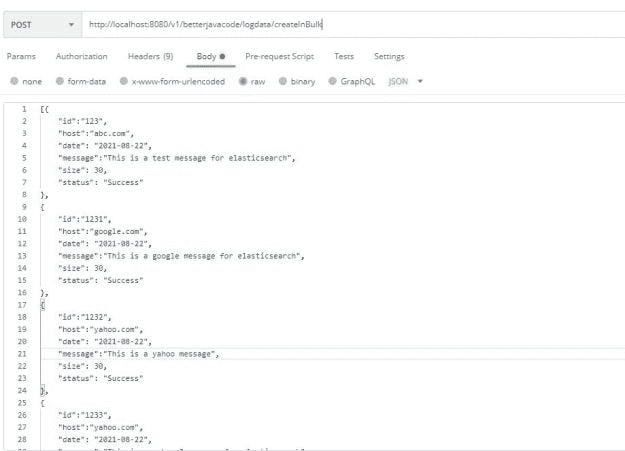 POST http://localhost:8080/v1/betterjavacode/logdata/createInBulk
Params Authorization Headers (9) Body Pre-request Script Tests Settings
none form-data x-www-form-urlencoded raw binary GraphQL JSON
1 [{
2 "id":"123",
3 "host":"abc.com",
4 "date": "2021-08-22",
5 "message":"This is a test message for elasticsearch",
6 "size": 30,
7 "status": "Success"
8 },
9 {
10 "id":"1231",
11 "host":"google.com",
12 "date": "2021-08-22",
13 "message":"This is a google message for elasticsearch",
14 "size": 30,
15 "status": "Success"
16 },
17 {
18 "id":"1232",
19 "host":"yahoo.com",
20 "date": "2021-08-22",
21 "message":"This is a yahoo message",
22 "size": 30,
23 "status": "Success"
24 },
25 {
26 "id":"1233",
27 "host":"yahoo.com",
28 "date": "2021-08-22",